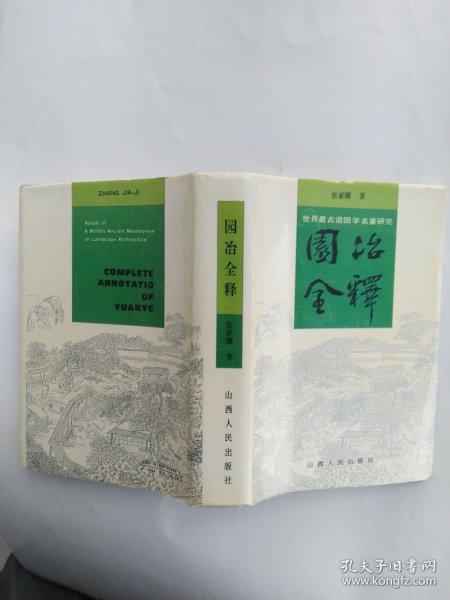 ZHANG JIA-JI
Astudy of
A World's Ancient Masterpiece
on Landscape Architecture
COMPLETE
ANNOTATIO
OF
YUANYE
园冶全释
张家骥 著
山西人民出版社
张家骥 著
世界最古造园学名著研究
園冶
全釋
山西人民出版社
孔夫子旧书网
www.kongfz.com